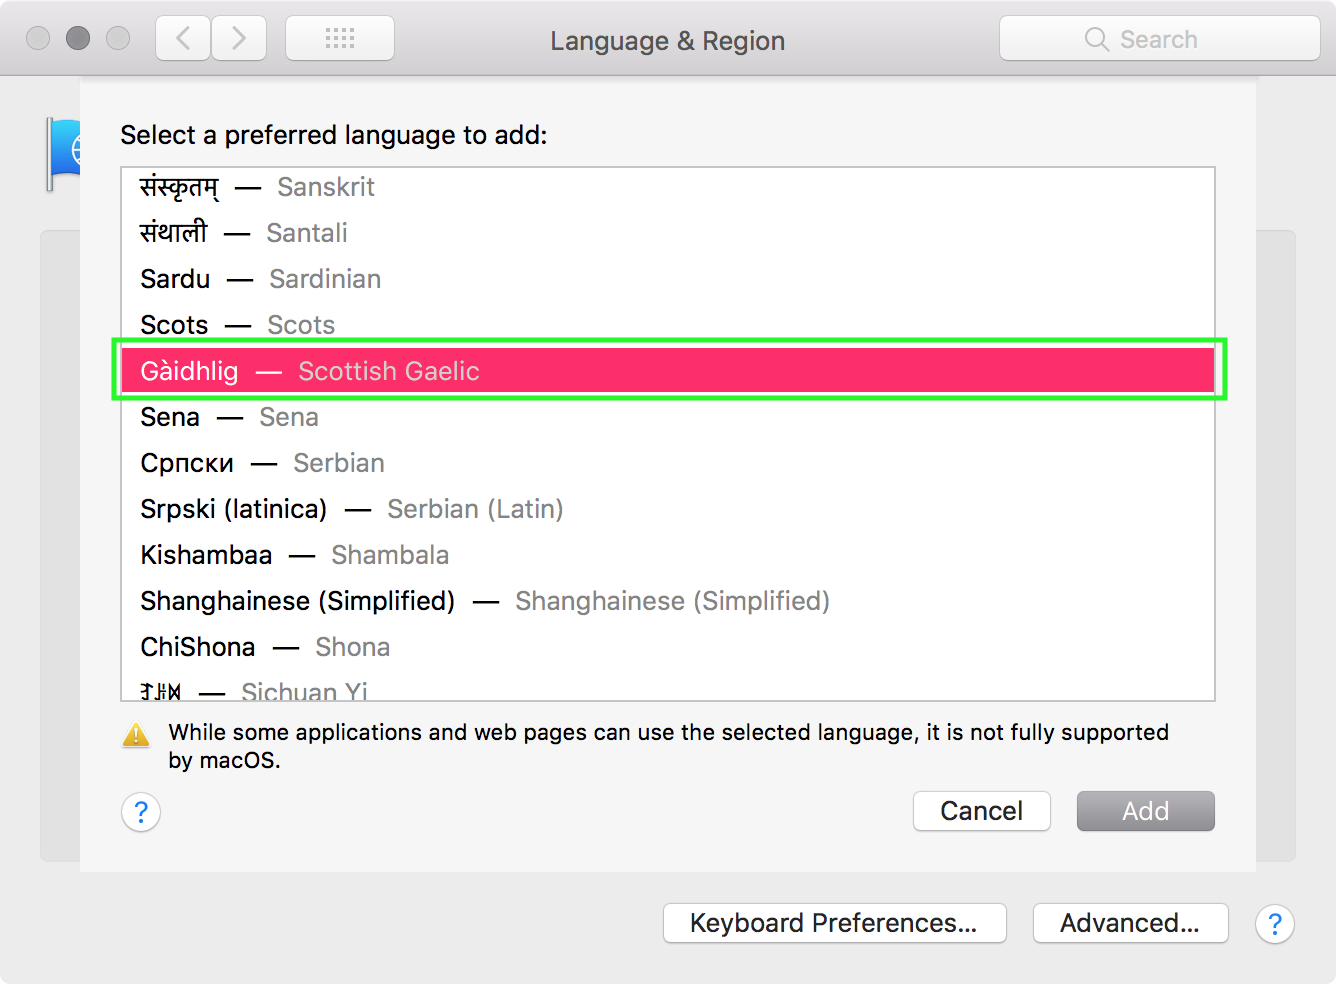 Language & Region
Search
Select a preferred language to add:
संस्कृतम् — Sanskrit
संथाली — Santali
Sardu — Sardinian
Scots — Scots
Gàidhlig — Scottish Gaelic
Sena — Sena
Српски — Serbian
Srpski (latinica) — Serbian (Latin)
Kishambaa — Shambala
Shanghainese (Simplified) — Shanghainese (Simplified)
ChiShona — Shona
ꆈꌠꉙ — Sichuan Yi
While some applications and web pages can use the selected language, it is not fully supported
by macOS.
?
Cancel
Add
Keyboard Preferences...
Advanced...
?